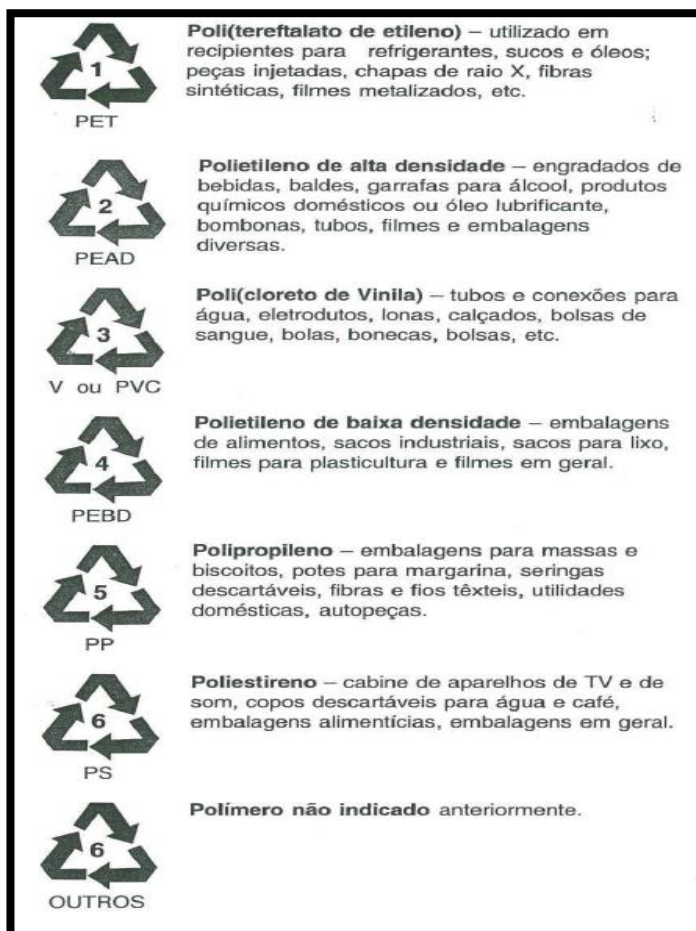 Poli(tereftalato de etileno) – utilizado em
recipientes para refrigerantes, sucos e óleos;
peças injetadas, chapas de raio X, fibras
sintéticas, filmes metalizados, etc.
1
PET
Polietileno de alta densidade – engradados de
bebidas, baldes, garrafas para álcool, produtos
químicos domésticos ou óleo lubrificante,
bombonas, tubos, filmes e embalagens
diversas.
2
PEAD
Poli(cloreto de Vinila) – tubos e conexões para
água, eletrodutos, lonas, calçados, bolsas de
sangue, bolas, bonecas, bolsas, etc.
3
V ou PVC
Polietileno de baixa densidade – embalagens
de alimentos, sacos industriais, sacos para lixo,
filmes para plasticultura e filmes em geral.
4
PEBD
Polipropileno – embalagens para massas e
biscoitos, potes para margarina, seringas
descartáveis, fibras e fios têxteis, utilidades
domésticas, autopeças.
5
PP
Poliestireno – cabine de aparelhos de TV e de
som, copos descartáveis para água e café,
embalagens alimentícias, embalagens em geral.
6
PS
Polímero não indicado anteriormente.
6
OUTROS